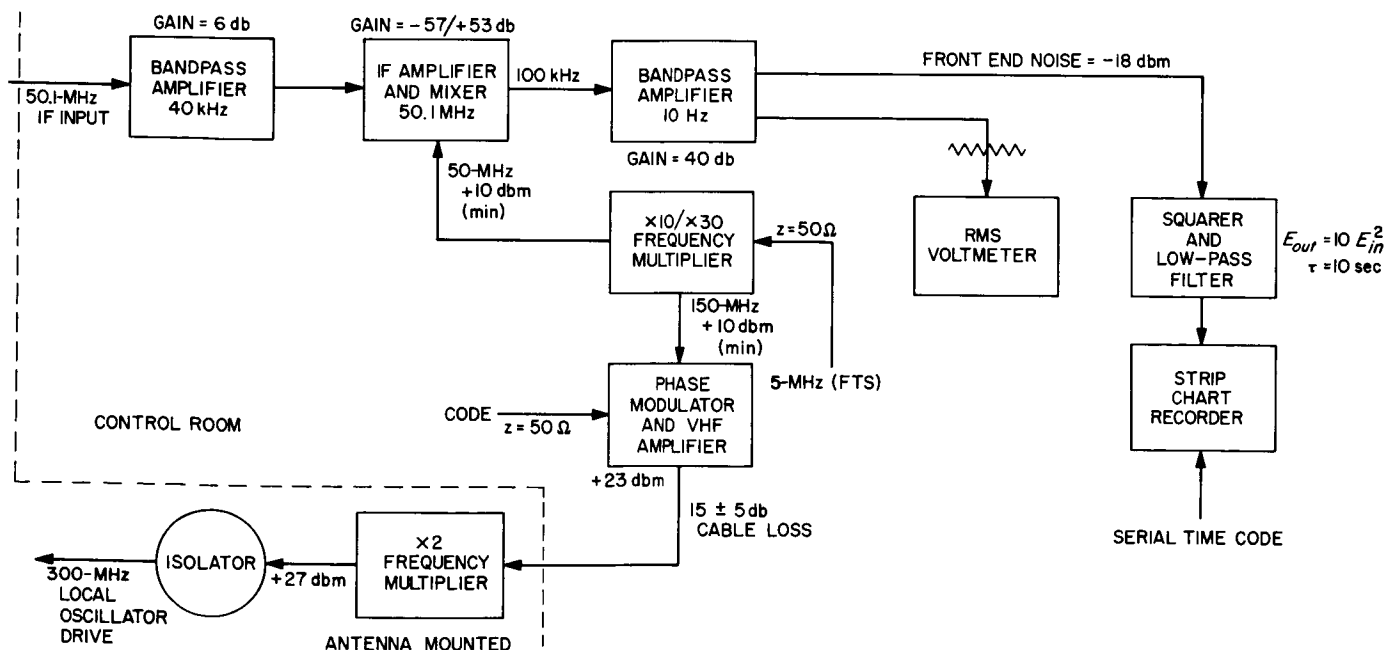 GAIN = 6 db
BANDPASS
AMPLIFIER
40 kHz
50.1-MHz
IF INPUT
GAIN = -57/+53 db
IF AMPLIFIER
AND MIXER
50.1 MHz
100 kHz
BANDPASS
AMPLIFIER
10 Hz
GAIN = 40 db
FRONT END NOISE = -18 dbm
50-MHz
+10 dbm
(min)
×10/×30
FREQUENCY
MULTIPLIER
z = 50 Ω
RMS
VOLTMETER
SQUARER
AND
LOW-PASS
FILTER
E_out = 10 E_in^2
τ = 10 sec
150-MHz
+10 dbm
(min)
5-MHz (FTS)
STRIP
CHART
RECORDER
CONTROL ROOM
CODE
z = 50 Ω
PHASE
MODULATOR
AND VHF
AMPLIFIER
+23 dbm
15 ± 5 db
CABLE LOSS
SERIAL TIME CODE
ISOLATOR
300-MHz
LOCAL
OSCILLATOR
DRIVE
+27 dbm
×2
FREQUENCY
MULTIPLIER
ANTENNA MOUNTED